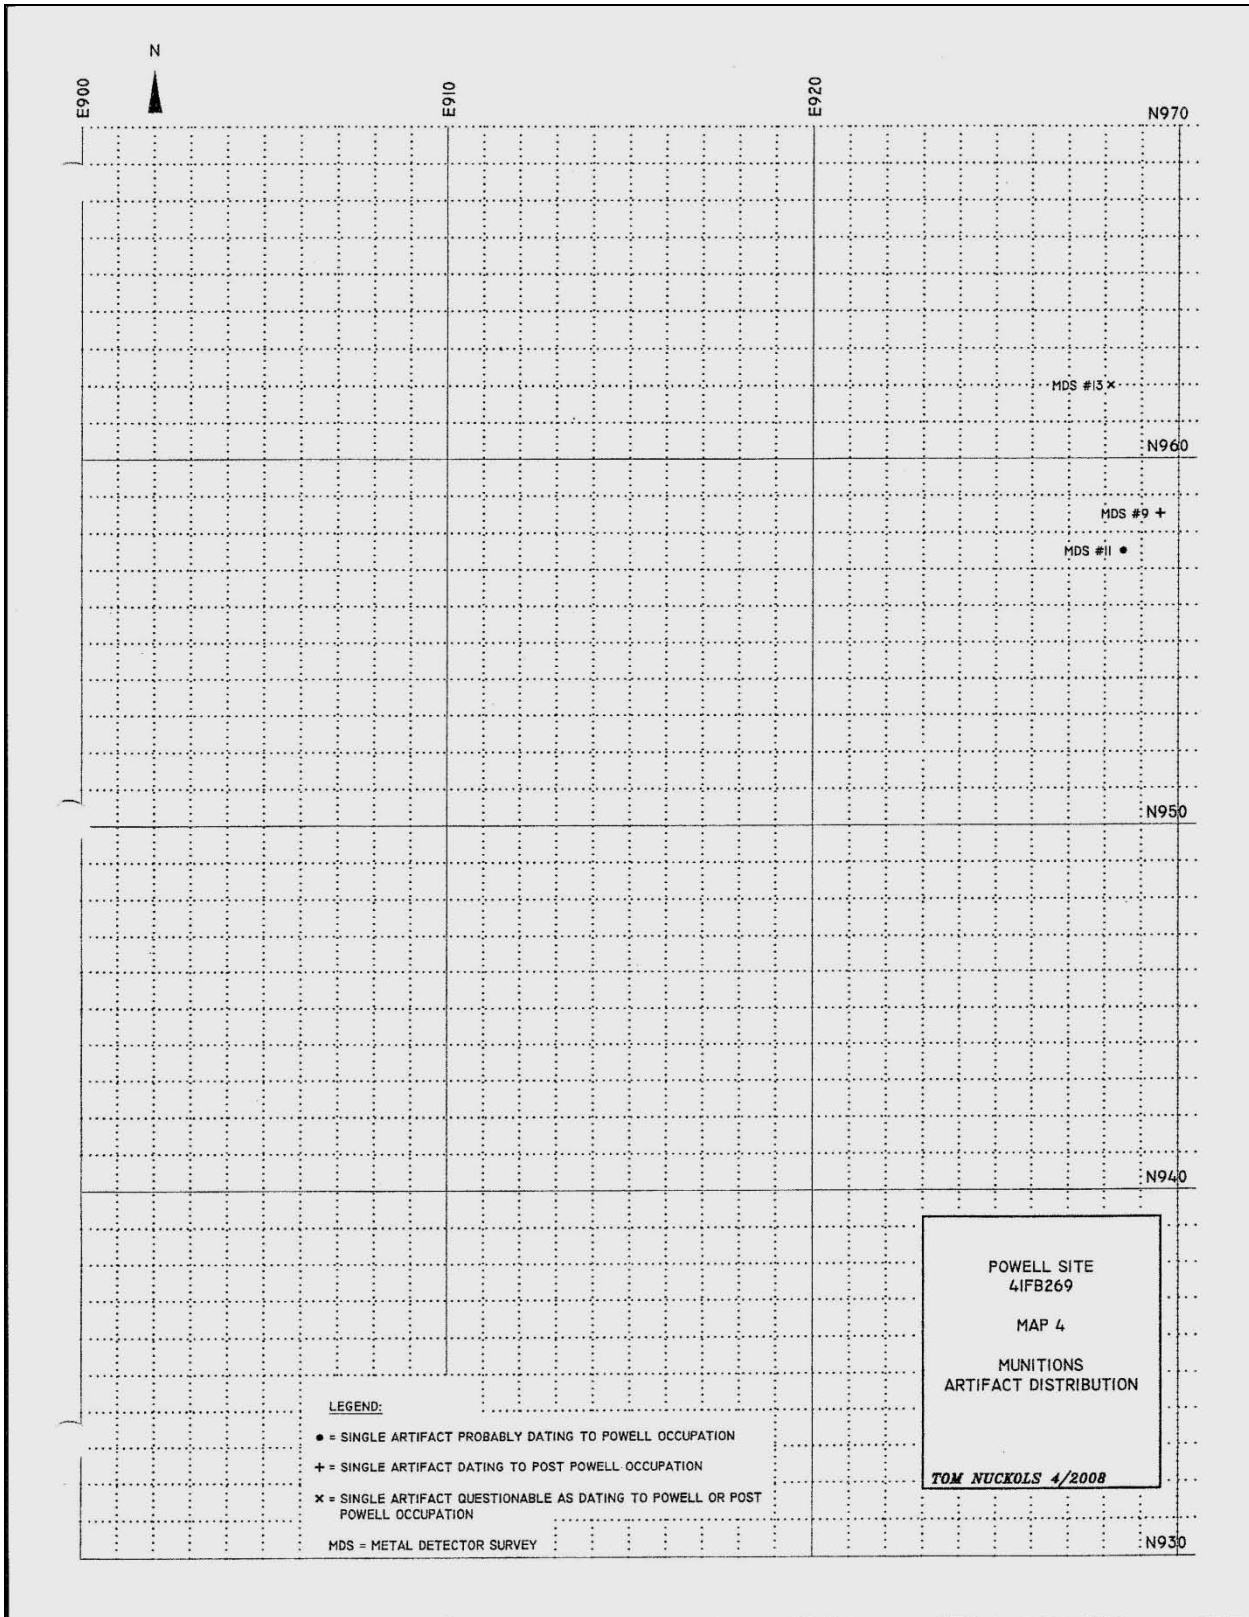 N
E900
E910
E920
N970
MDS #13 ×
N960
MDS #9 +
MDS #11 ●
N950
N940
POWELL SITE
41FB269
MAP 4
MUNITIONS
ARTIFACT DISTRIBUTION
TOM NUCKOLS 4/2008
LEGEND:
● = SINGLE ARTIFACT PROBABLY DATING TO POWELL OCCUPATION
+ = SINGLE ARTIFACT DATING TO POST POWELL OCCUPATION
× = SINGLE ARTIFACT QUESTIONABLE AS DATING TO POWELL OR POST
POWELL OCCUPATION
MDS = METAL DETECTOR SURVEY
N930